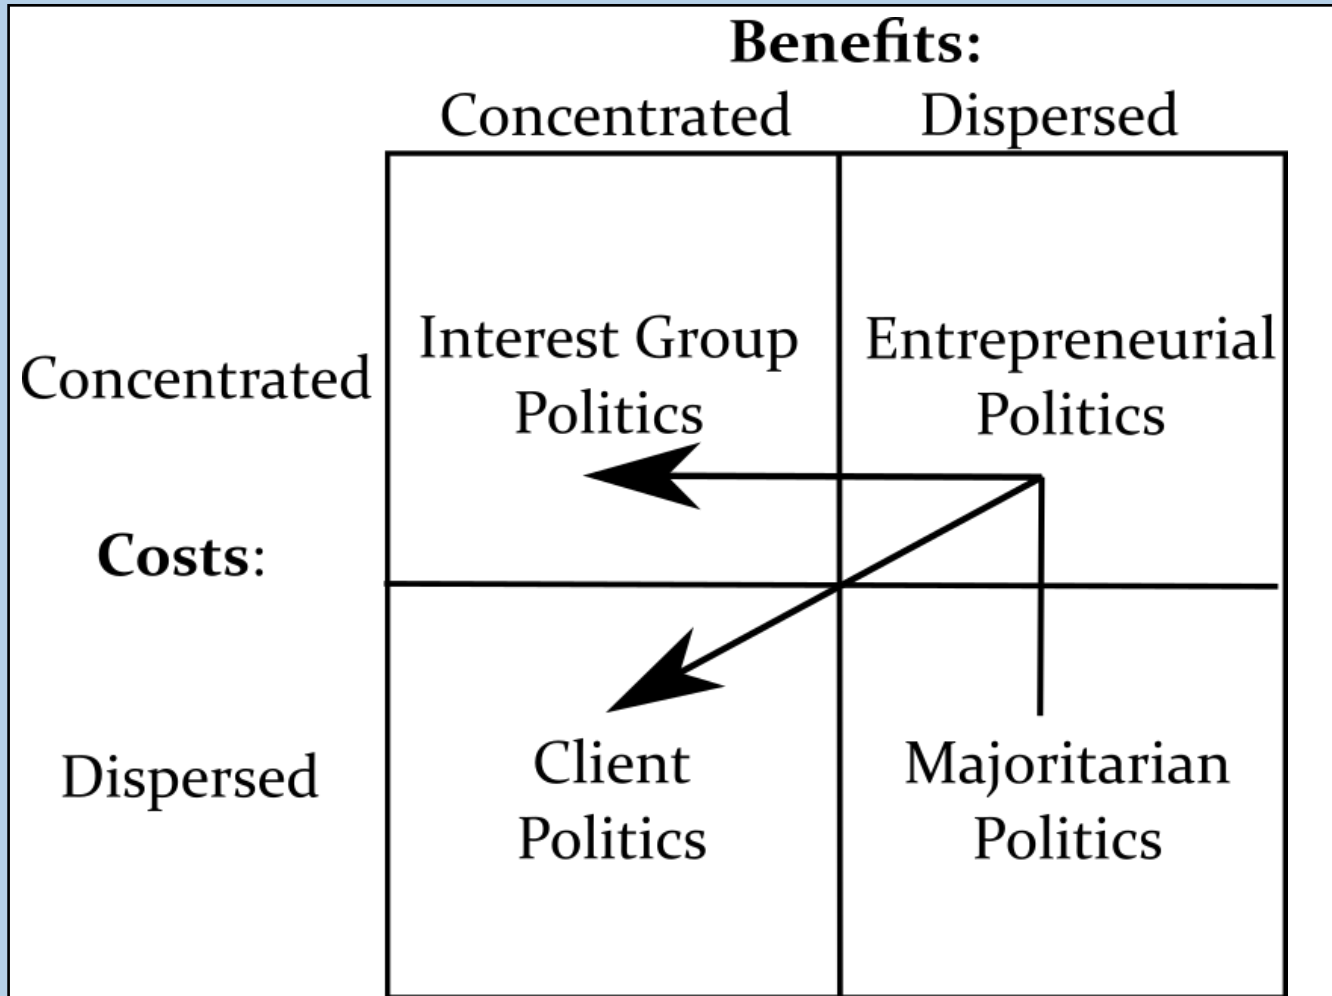 Benefits:
Concentrated Dispersed
Interest Group Entrepreneurial
Concentrated
Politics Politics
Costs:
Client Majoritarian
Dispersed
Politics Politics